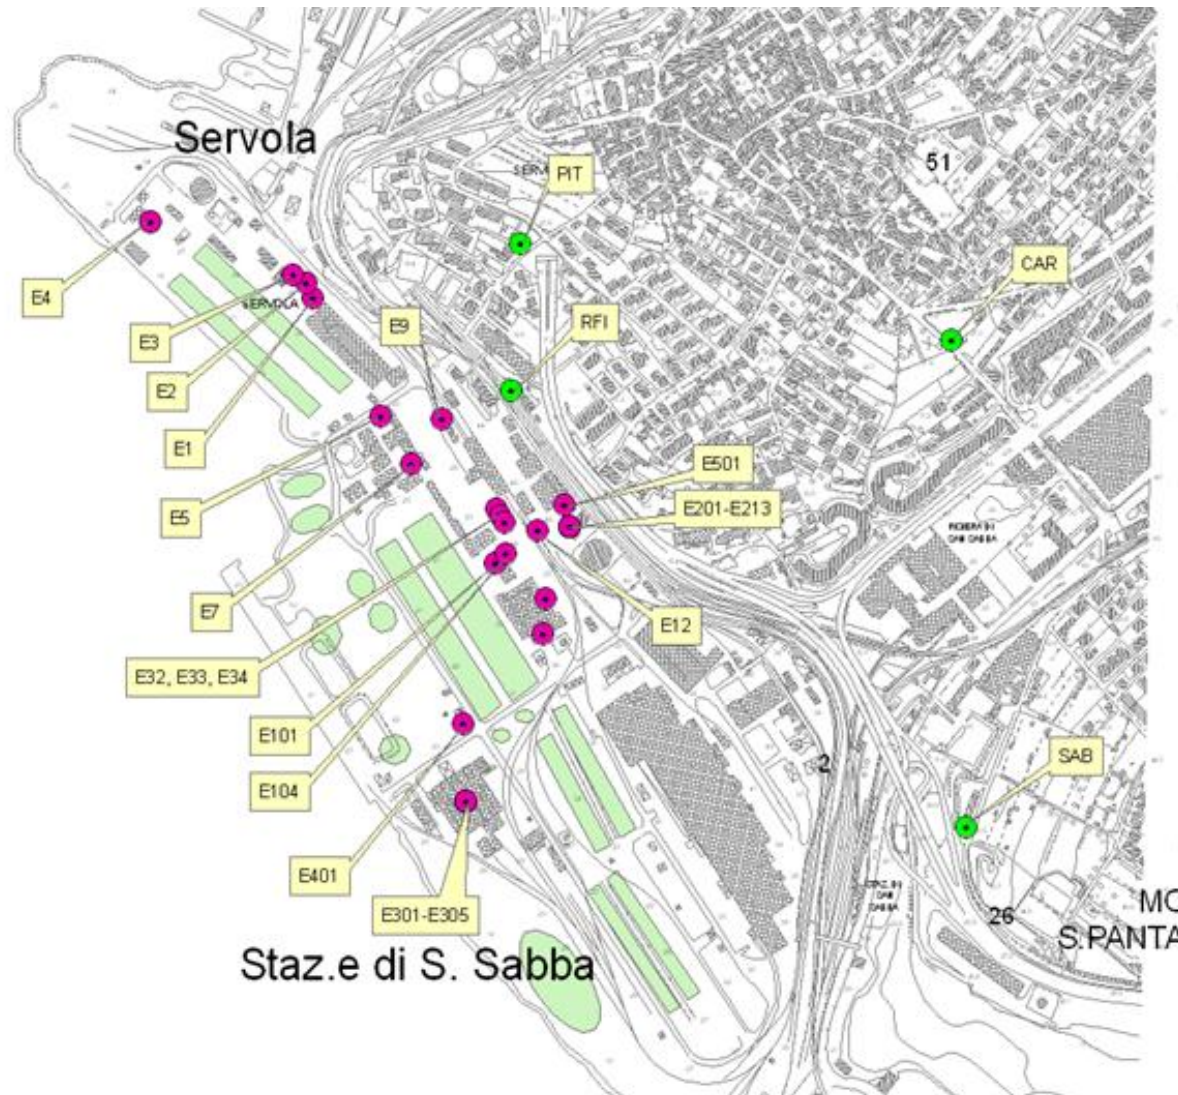 Servola
PIT
51
CAR
E4
SERVOLA
E3
E9
RFI
E2
E1
E501
E5
E201-E213
E7
E12
E32, E33, E34
E101
2
SAB
E104
E401
26
E301-E305
MO
S.PANTA
Staz.e di S. Sabba